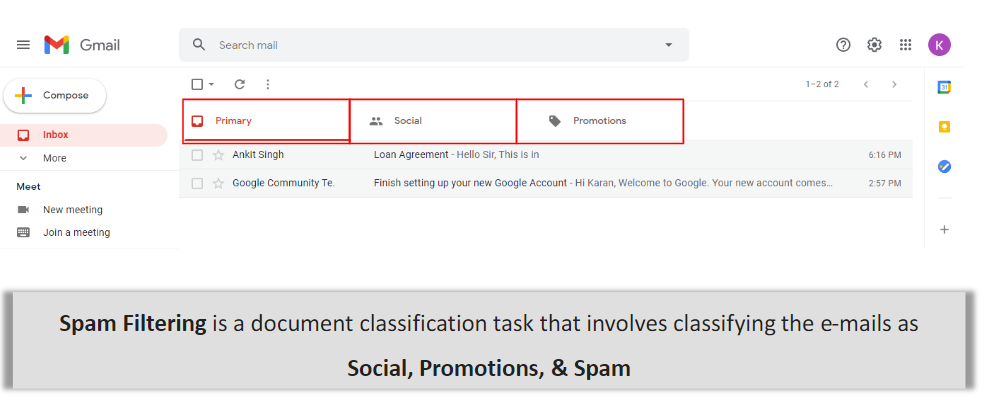 Gmail
Search mail
K
Compose
1–2 of 2
31
Primary
Social
Promotions
Inbox
More
Ankit Singh
Loan Agreement - Hello Sir, This is in
6:16 PM
Google Community Te.
Finish setting up your new Google Account - Hi Karan, Welcome to Google. Your new account comes...
2:57 PM
Meet
New meeting
Join a meeting
Spam Filtering is a document classification task that involves classifying the e-mails as
Social, Promotions, & Spam